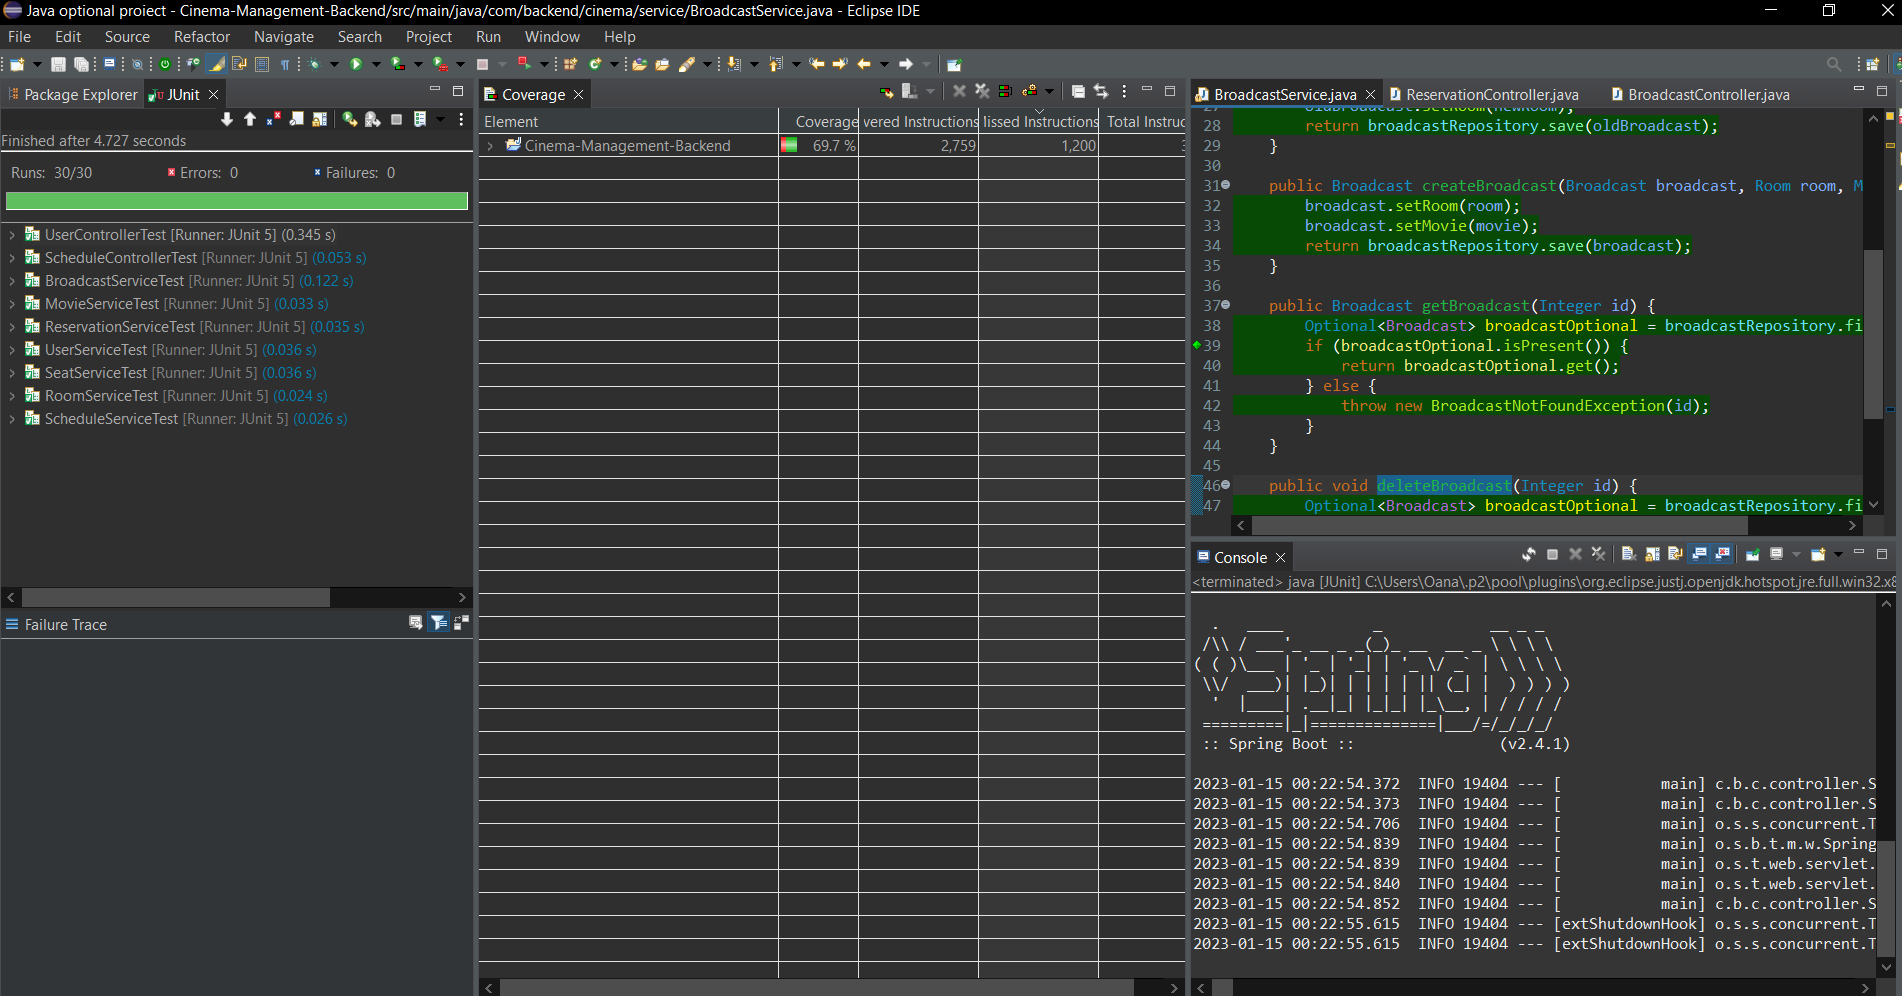 Java optional project - Cinema-Management-Backend/src/main/java/com/backend/cinema/service/BroadcastService.java - Eclipse IDE
File Edit Source Refactor Navigate Search Project Run Window Help
Package Explorer JUnit
Finished after 4.727 seconds
Runs: 30/30 Errors: 0 Failures: 0
UserControllerTest [Runner: JUnit 5] (0.345 s)
ScheduleControllerTest [Runner: JUnit 5] (0.053 s)
BroadcastServiceTest [Runner: JUnit 5] (0.122 s)
MovieServiceTest [Runner: JUnit 5] (0.033 s)
ReservationServiceTest [Runner: JUnit 5] (0.035 s)
UserServiceTest [Runner: JUnit 5] (0.036 s)
SeatServiceTest [Runner: JUnit 5] (0.036 s)
RoomServiceTest [Runner: JUnit 5] (0.024 s)
ScheduleServiceTest [Runner: JUnit 5] (0.026 s)
Failure Trace
Coverage
Element Coverage vered Instructions lissed Instructions Total Instruc
Cinema-Management-Backend 69.7 % 2,759 1,200
BroadcastService.java ReservationController.java BroadcastController.java
27 oldBroadcast.setRoom(newRoom);
28 return broadcastRepository.save(oldBroadcast);
29 }
30
31 public Broadcast createBroadcast(Broadcast broadcast, Room room, M
32 broadcast.setRoom(room);
33 broadcast.setMovie(movie);
34 return broadcastRepository.save(broadcast);
35 }
36
37 public Broadcast getBroadcast(Integer id) {
38 Optional<Broadcast> broadcastOptional = broadcastRepository.fi
39 if (broadcastOptional.isPresent()) {
40 return broadcastOptional.get();
41 } else {
42 throw new BroadcastNotFoundException(id);
43 }
44 }
45
46 public void deleteBroadcast(Integer id) {
47 Optional<Broadcast> broadcastOptional = broadcastRepository.fi
Console
<terminated> java [JUnit] C:\Users\Oana\.p2\pool\plugins\org.eclipse.justj.openjdk.hotspot.jre.full.win32.x8
Spring
:: Spring Boot :: (v2.4.1)
2023-01-15 00:22:54.372 INFO 19404 --- [ main] c.b.c.controller.S
2023-01-15 00:22:54.373 INFO 19404 --- [ main] c.b.c.controller.S
2023-01-15 00:22:54.706 INFO 19404 --- [ main] o.s.s.concurrent.T
2023-01-15 00:22:54.839 INFO 19404 --- [ main] o.s.b.t.m.w.Spring
2023-01-15 00:22:54.839 INFO 19404 --- [ main] o.s.t.web.servlet.
2023-01-15 00:22:54.840 INFO 19404 --- [ main] o.s.t.web.servlet.
2023-01-15 00:22:54.852 INFO 19404 --- [ main] c.b.c.controller.S
2023-01-15 00:22:55.615 INFO 19404 --- [extShutdownHook] o.s.s.concurrent.T
2023-01-15 00:22:55.615 INFO 19404 --- [extShutdownHook] o.s.s.concurrent.T